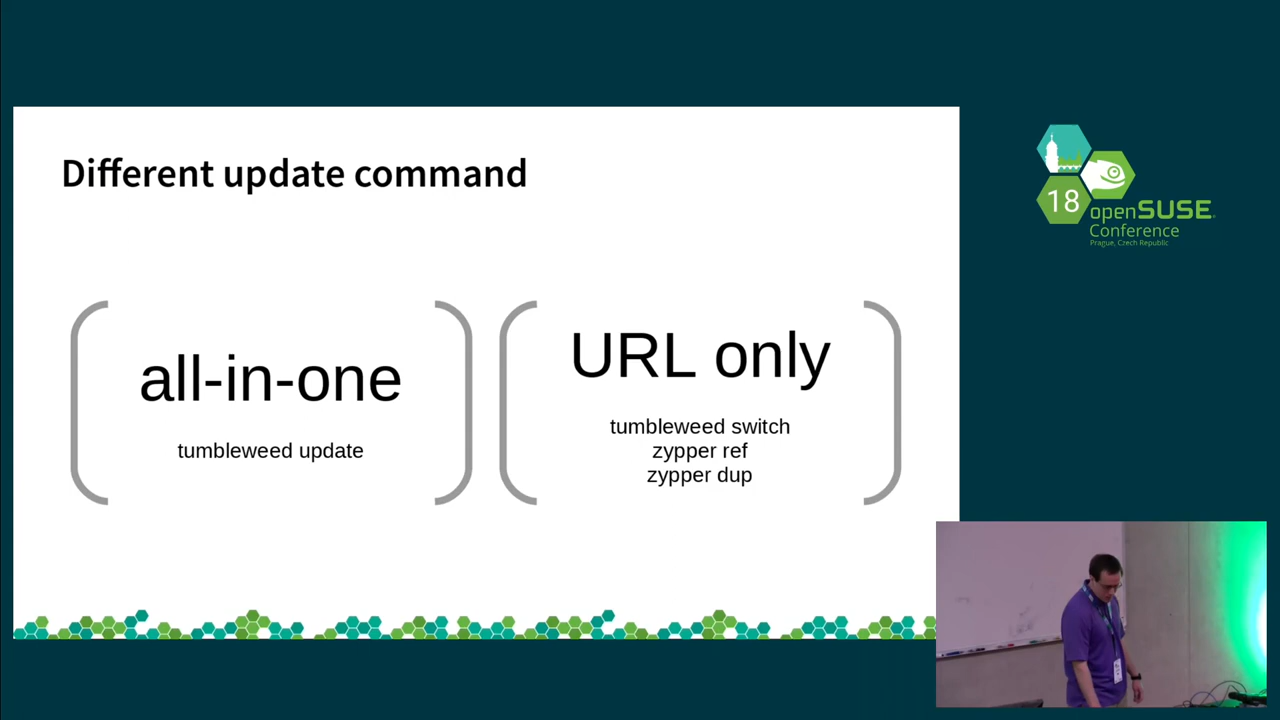 Different update command
all-in-one
tumbleweed update
URL only
tumbleweed switch
zypper ref
zypper dup
18
openSUSE
Conference
Prague, Czech Republic